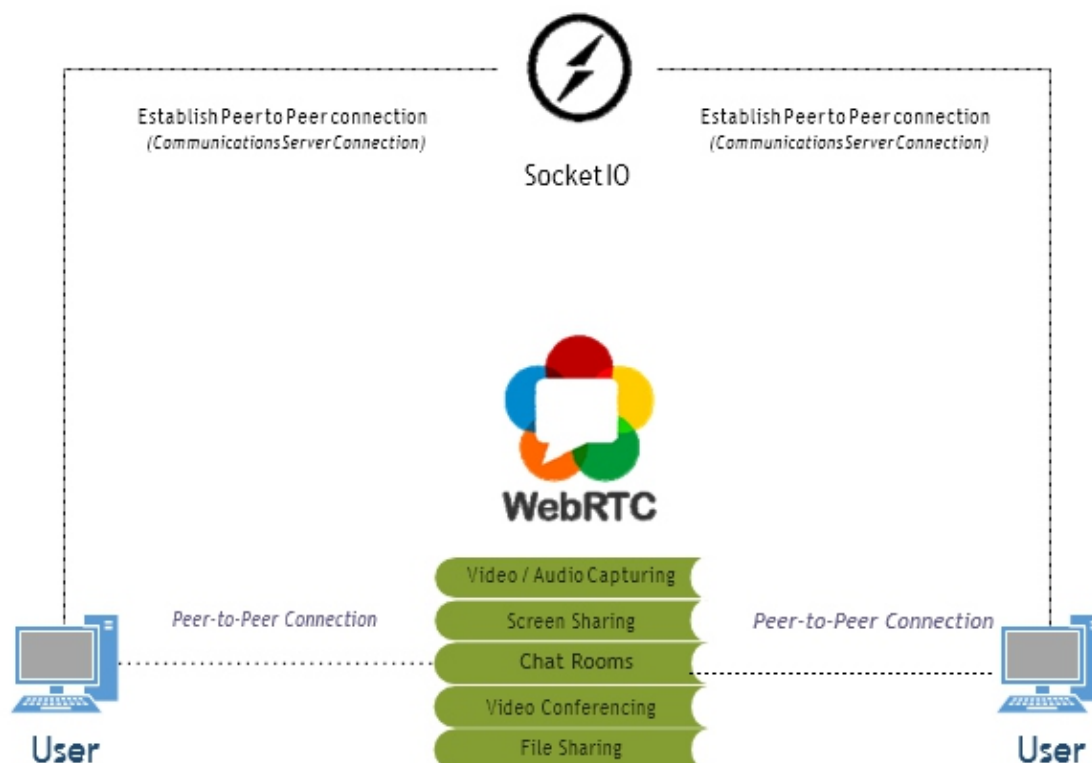 Establish Peer to Peer connection
(Communications Server Connection)
Establish Peer to Peer connection
(Communications Server Connection)
Socket IO
WebRTC
Video / Audio Capturing
Peer-to-Peer Connection
Screen Sharing
Peer-to-Peer Connection
Chat Rooms
Video Conferencing
User
File Sharing
User